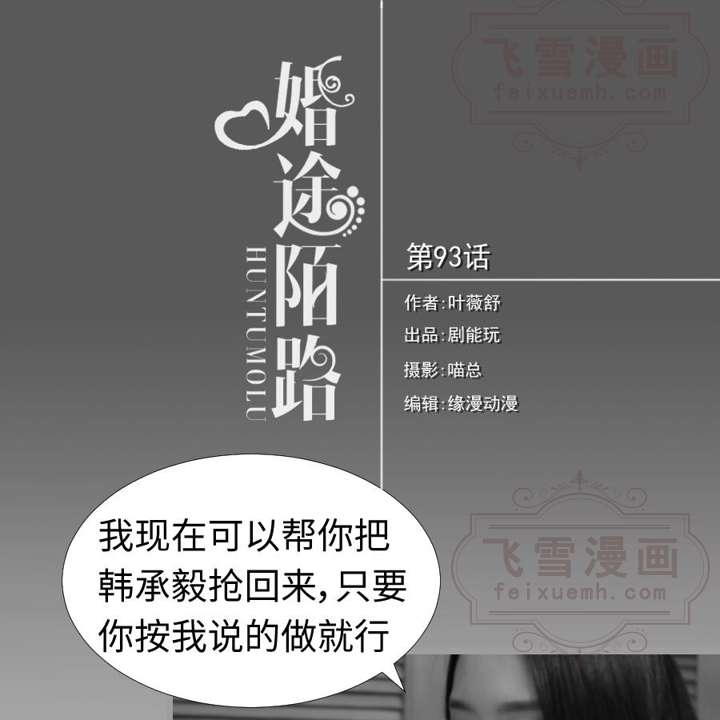 飞雪漫画
feixuemh.com
婚途陌路
HUNTUMOLU
第93话
作者:叶薇舒
出品:剧能玩
摄影:喵总
编辑:缘漫动漫
飞雪漫画
feixuemh.com
我现在可以帮你把
韩承毅抢回来，只要
你按我说的做就行